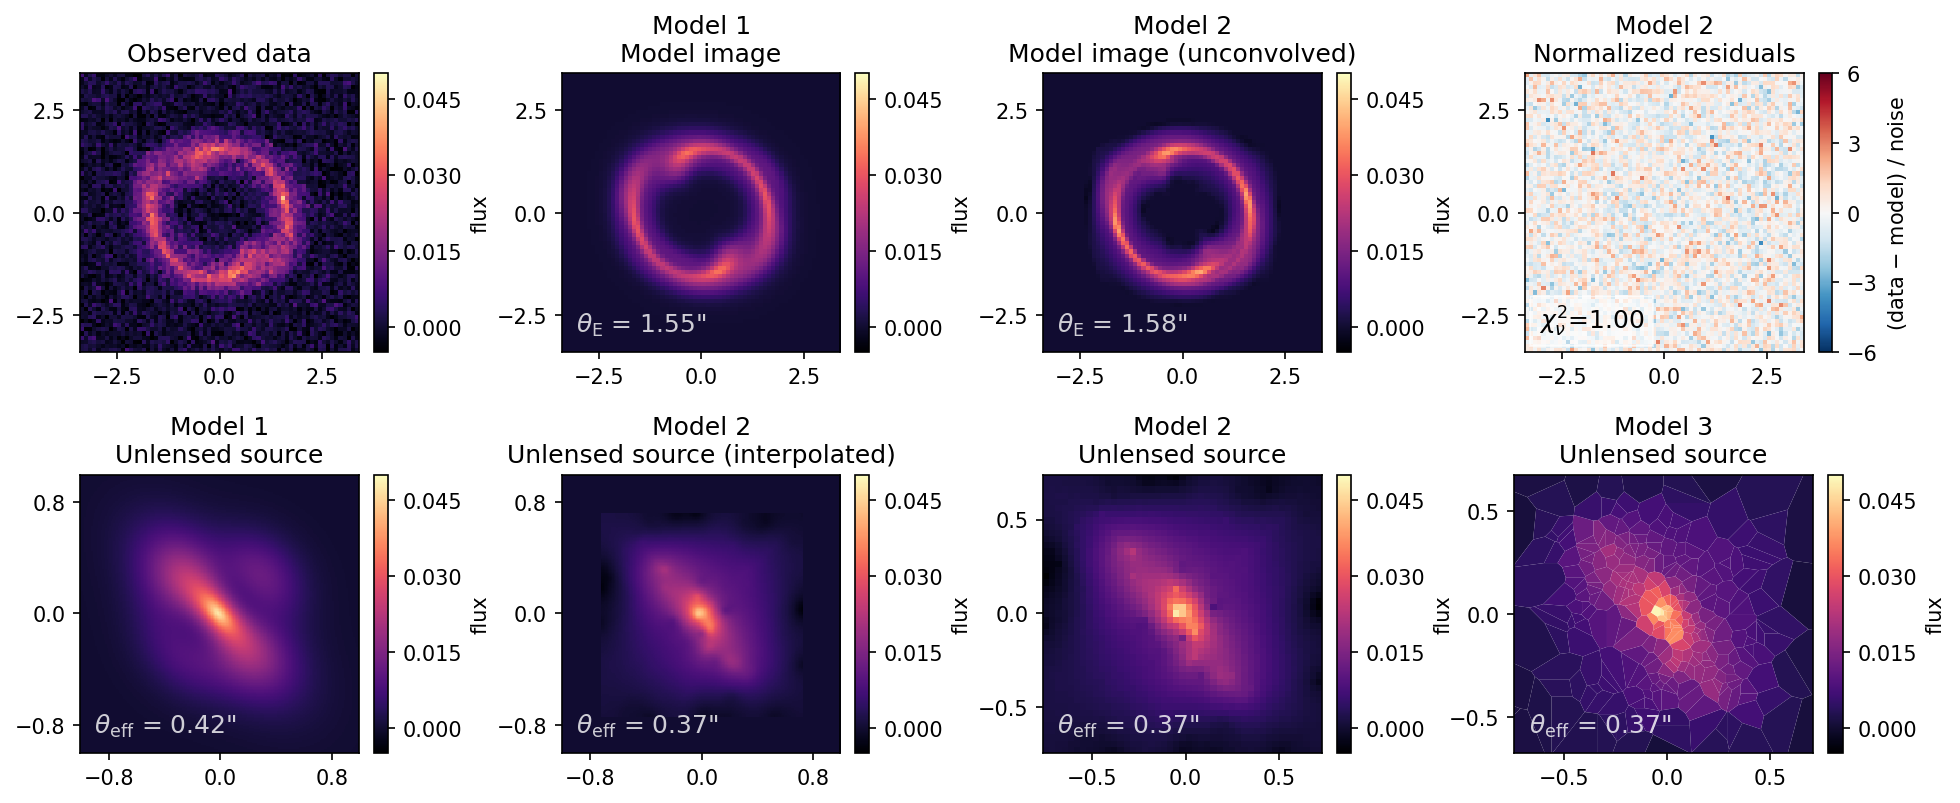 Observed data
2.5
0.0
−2.5
−2.5 0.0 2.5
0.045
0.030
0.015
0.000
flux
Model 1
Model image
2.5
0.0
−2.5
θE = 1.55"
−2.5 0.0 2.5
0.045
0.030
0.015
0.000
flux
Model 2
Model image (unconvolved)
2.5
0.0
−2.5
θE = 1.58"
−2.5 0.0 2.5
0.045
0.030
0.015
0.000
flux
Model 2
Normalized residuals
2.5
0.0
−2.5
χ²ν=1.00
−2.5 0.0 2.5
6
3
0
−3
−6
(data − model) / noise
Model 1
Unlensed source
0.8
0.0
−0.8
θeff = 0.42"
−0.8 0.0 0.8
0.045
0.030
0.015
0.000
flux
Model 2
Unlensed source (interpolated)
0.8
0.0
−0.8
θeff = 0.37"
−0.8 0.0 0.8
0.045
0.030
0.015
0.000
flux
Model 2
Unlensed source
0.5
0.0
−0.5
θeff = 0.37"
−0.5 0.0 0.5
0.045
0.030
0.015
0.000
flux
Model 3
Unlensed source
0.5
0.0
−0.5
θeff = 0.37"
−0.5 0.0 0.5
0.045
0.030
0.015
0.000
flux